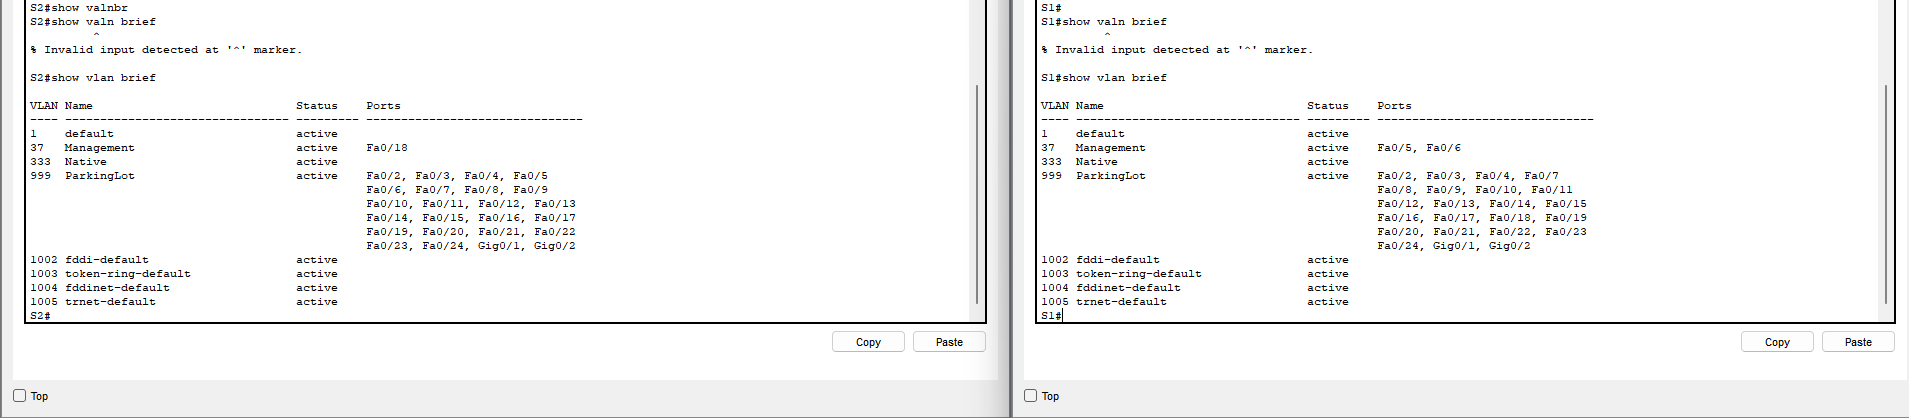 S2#show valnbr
S2#show valn brief
^
% Invalid input detected at '^' marker.
S2#show vlan brief
VLAN Name Status Ports
---- -------------------------------- --------- -------------------------------
1 default active
37 Management active Fa0/18
333 Native active
999 ParkingLot active Fa0/2, Fa0/3, Fa0/4, Fa0/5
Fa0/6, Fa0/7, Fa0/8, Fa0/9
Fa0/10, Fa0/11, Fa0/12, Fa0/13
Fa0/14, Fa0/15, Fa0/16, Fa0/17
Fa0/19, Fa0/20, Fa0/21, Fa0/22
Fa0/23, Fa0/24, Gig0/1, Gig0/2
1002 fddi-default active
1003 token-ring-default active
1004 fddinet-default active
1005 trnet-default active
S2#
Copy Paste
Top
S1#
S1#show valn brief
^
% Invalid input detected at '^' marker.
S1#show vlan brief
VLAN Name Status Ports
---- -------------------------------- --------- -------------------------------
1 default active
37 Management active Fa0/5, Fa0/6
333 Native active
999 ParkingLot active Fa0/2, Fa0/3, Fa0/4, Fa0/7
Fa0/8, Fa0/9, Fa0/10, Fa0/11
Fa0/12, Fa0/13, Fa0/14, Fa0/15
Fa0/16, Fa0/17, Fa0/18, Fa0/19
Fa0/20, Fa0/21, Fa0/22, Fa0/23
Fa0/24, Gig0/1, Gig0/2
1002 fddi-default active
1003 token-ring-default active
1004 fddinet-default active
1005 trnet-default active
S1#
Copy Paste
Top